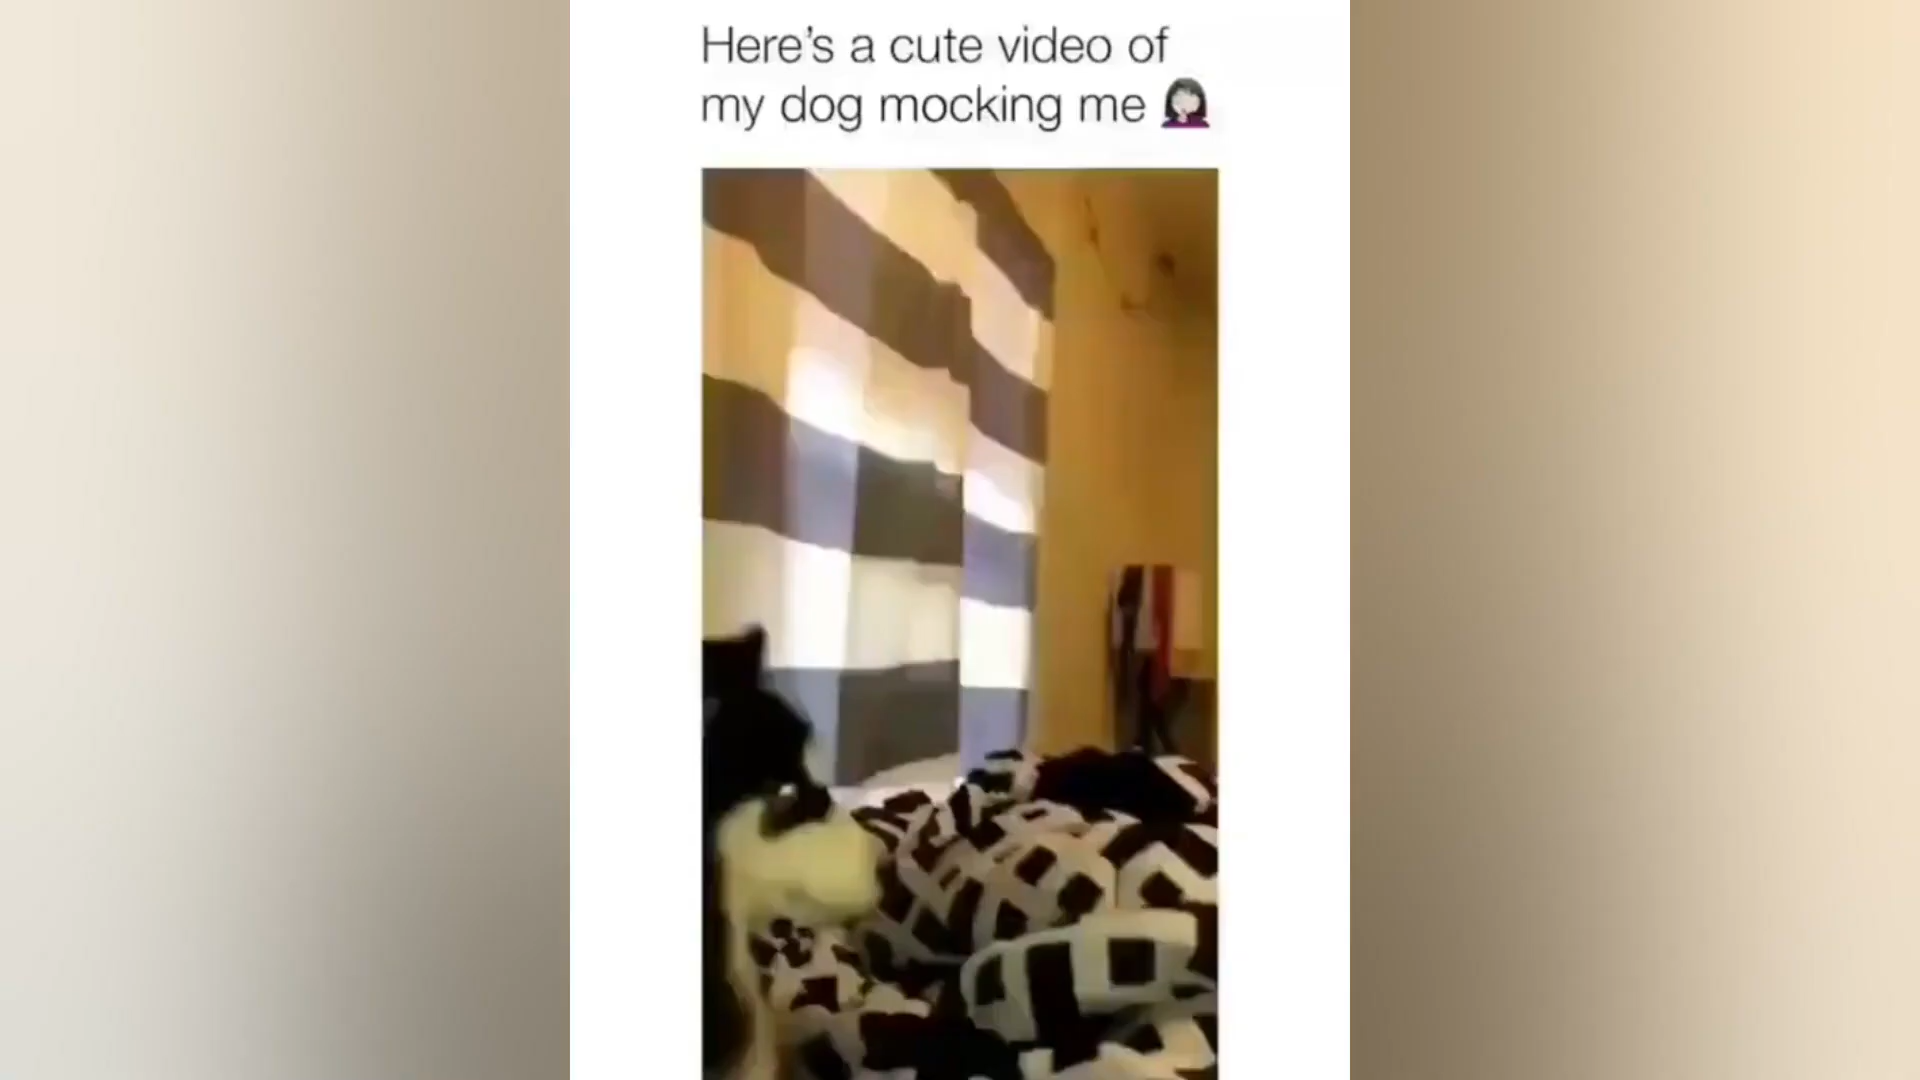 Here’s a cute video of
my dog mocking me 🤦🏻‍♀️